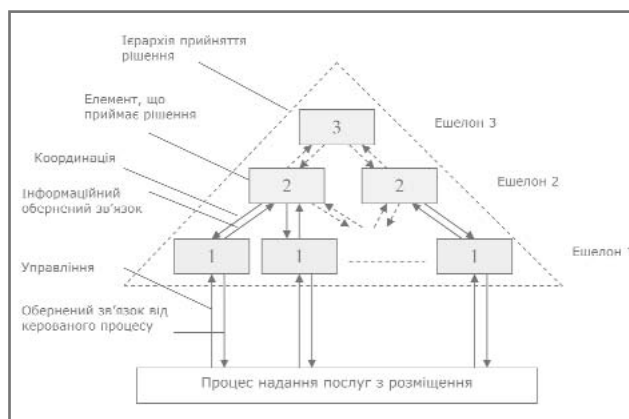 Ієрархія прийняття
рішення
Елемент, що
приймає рішення
3
Ешелон 3
Координація
2
2
Ешелон 2
Інформаційний
обернений зв'язок
1
1
1
Ешелон 1
Управління
Обернений зв'язок від
керованого процесу
Процес надання послуг з розміщення